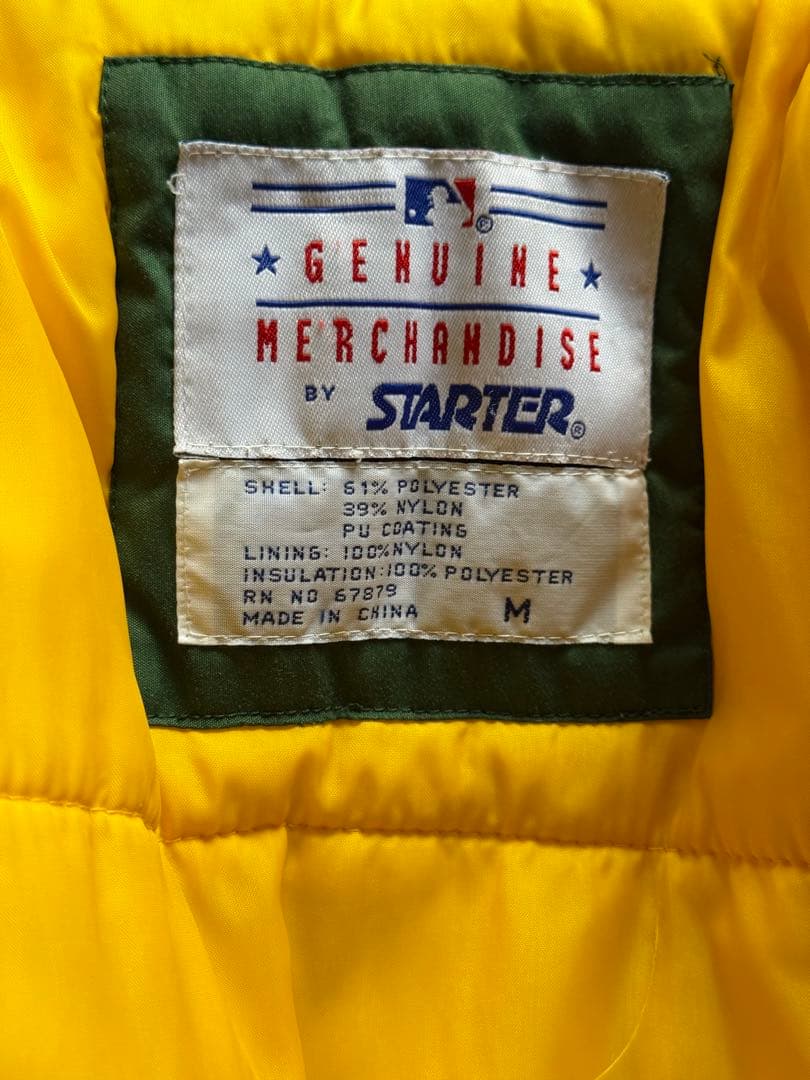 GENUINE
MERCHANDISE
BY STARTER®
SHELL: 61% POLYESTER
39% NYLON
PU COATING
LINING: 100% NYLON
INSULATION: 100% POLYESTER
RN NO 67879
MADE IN CHINA M